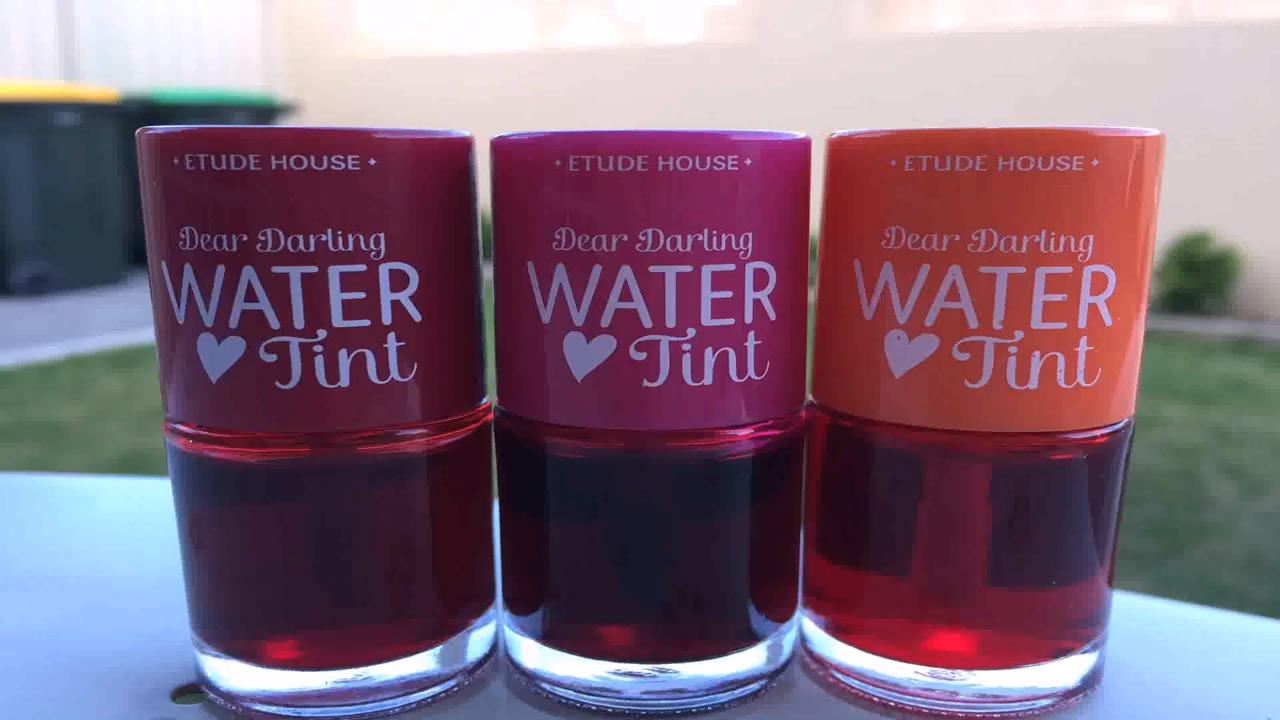 ETUDE HOUSE
Dear Darling
WATER
Tint
ETUDE HOUSE
Dear Darling
WATER
Tint
ETUDE HOUSE
Dear Darling
WATER
Tint